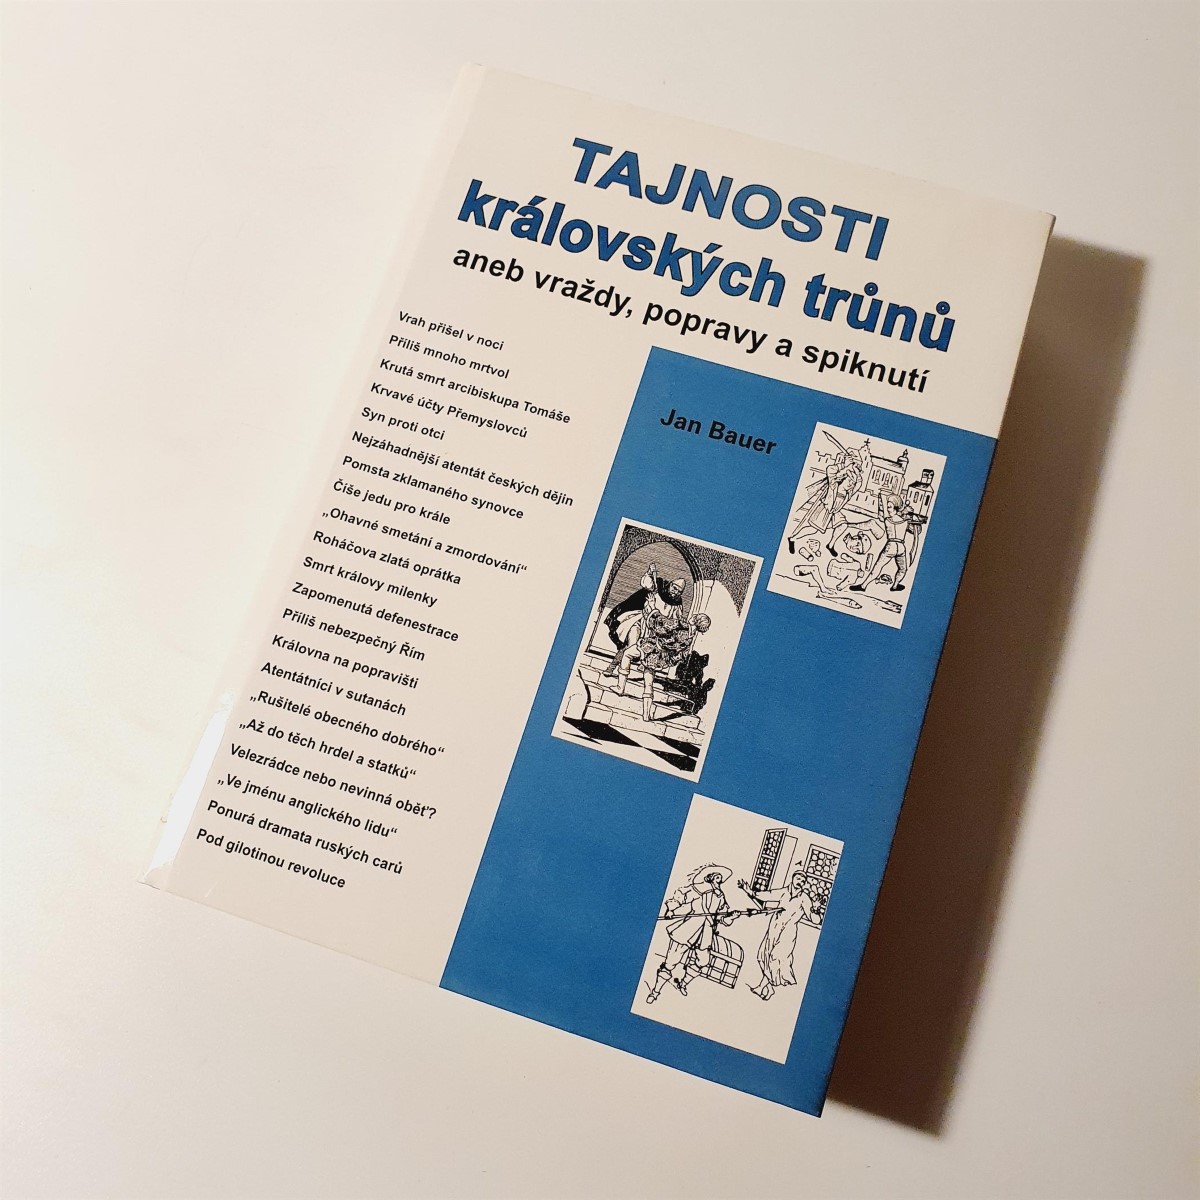 TAJNOSTI
královských trůnů
aneb vraždy, popravy a spiknutí
Jan Bauer
Vrah přišel v noci
Příliš mnoho mrtvol
Krutá smrt arcibiskupa Tomáše
Krvavé účty Přemyslovců
Syn proti otci
Nejzáhadnější atentát českých dějin
Pomsta zklamaného synovce
Číše jedu pro krále
„Ohavné smetání a zmordování“
Roháčova zlatá oprátka
Smrt královy milenky
Zapomenutá defenestrace
Příliš nebezpečný Řím
Královna na popravišti
Atentátníci v sutanách
„Rušitelé obecného dobrého“
„Až do těch hrdel a statků“
Velezrádce nebo nevinná oběť?
„Ve jménu anglického lidu“
Ponurá dramata ruských carů
Pod gilotinou revoluce